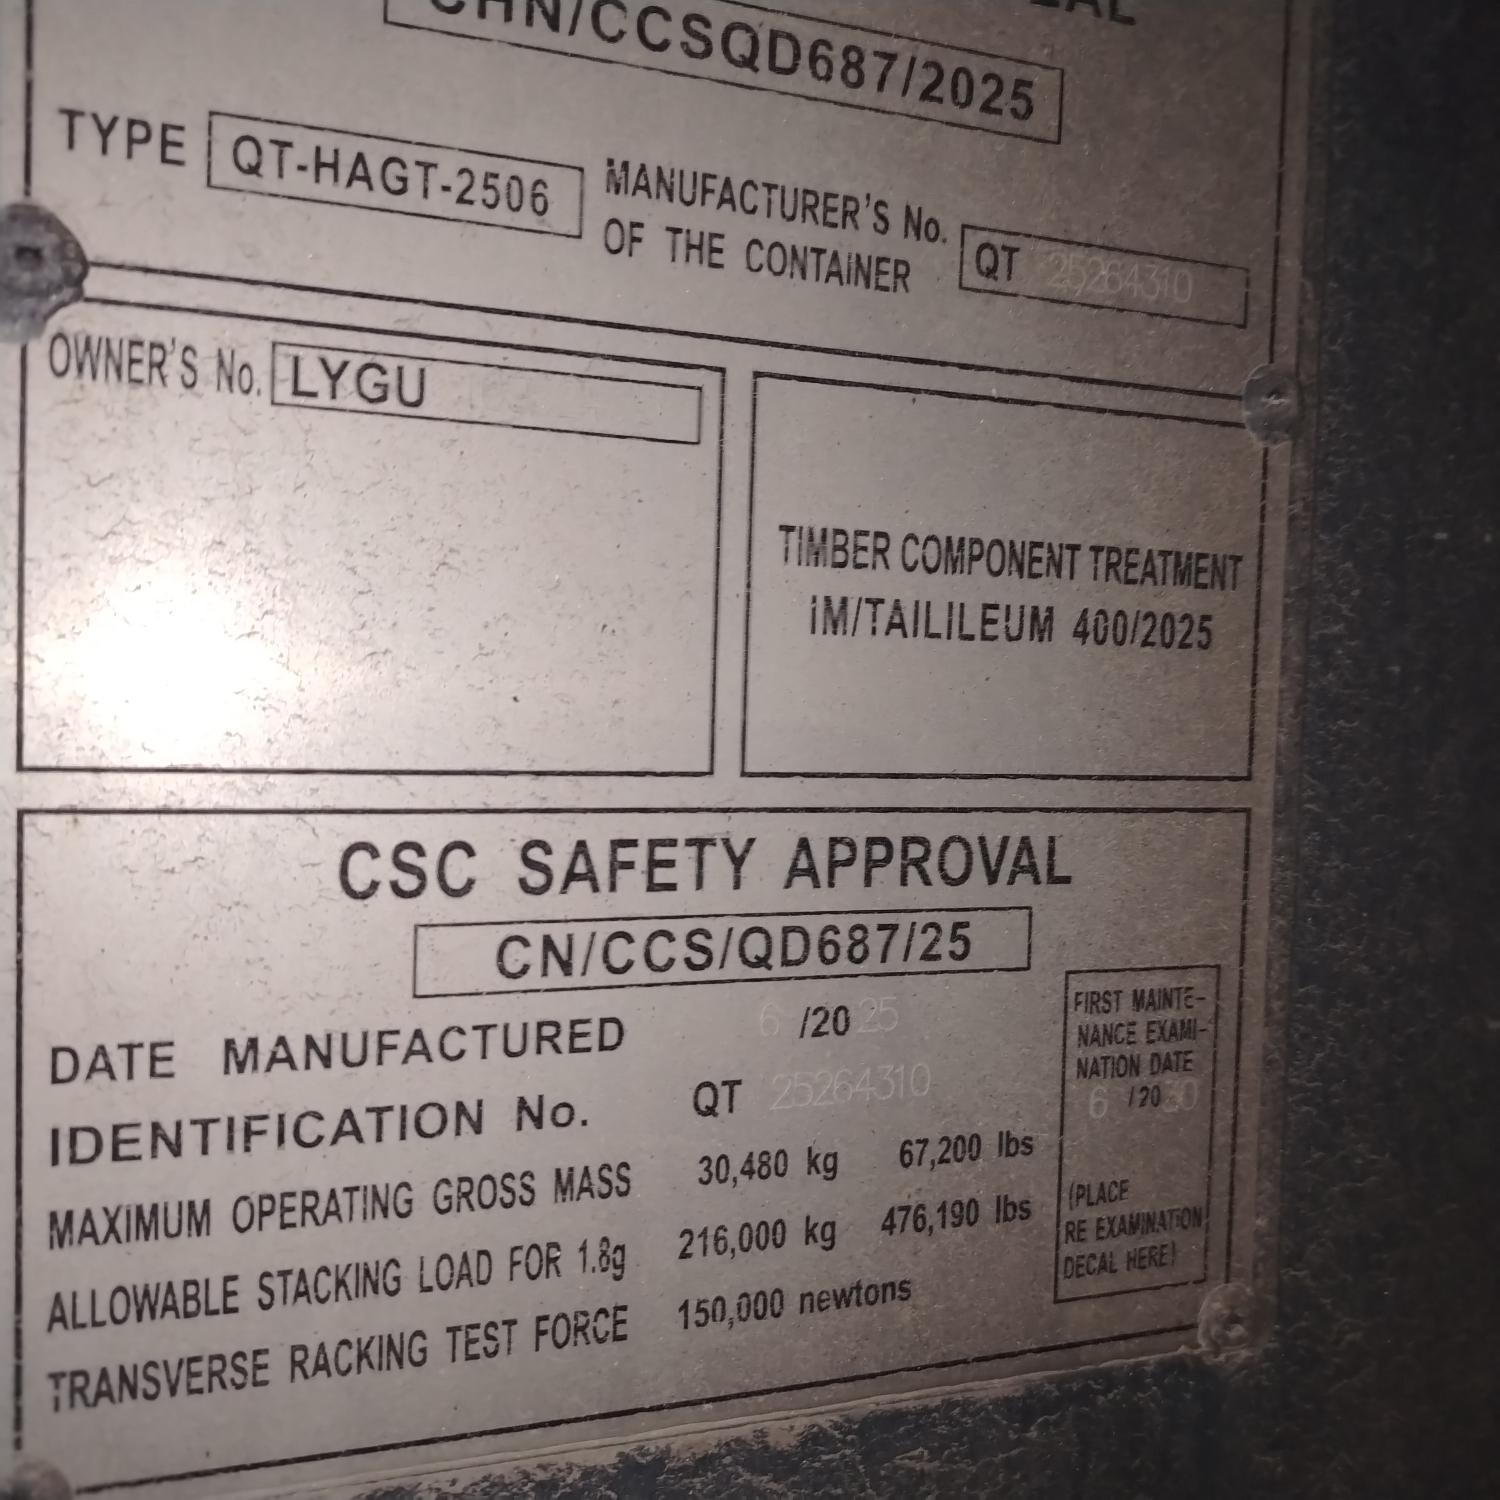 CHN/CCSQD687/2025
TYPE QT-HAGT-2506
MANUFACTURER'S No.
OF THE CONTAINER QT 25264310
OWNER'S No. LYGU
TIMBER COMPONENT TREATMENT
IM/TAILILEUM 400/2025
CSC SAFETY APPROVAL
CN/CCS/QD687/25
DATE MANUFACTURED 6 /20 25
IDENTIFICATION No. QT 25264310
MAXIMUM OPERATING GROSS MASS 30,480 kg 67,200 lbs
ALLOWABLE STACKING LOAD FOR 1.8g 216,000 kg 476,190 lbs
TRANSVERSE RACKING TEST FORCE 150,000 newtons
FIRST MAINTE-
NANCE EXAMI-
NATION DATE
6 /20 30
(PLACE
RE EXAMINATION
DECAL HERE)